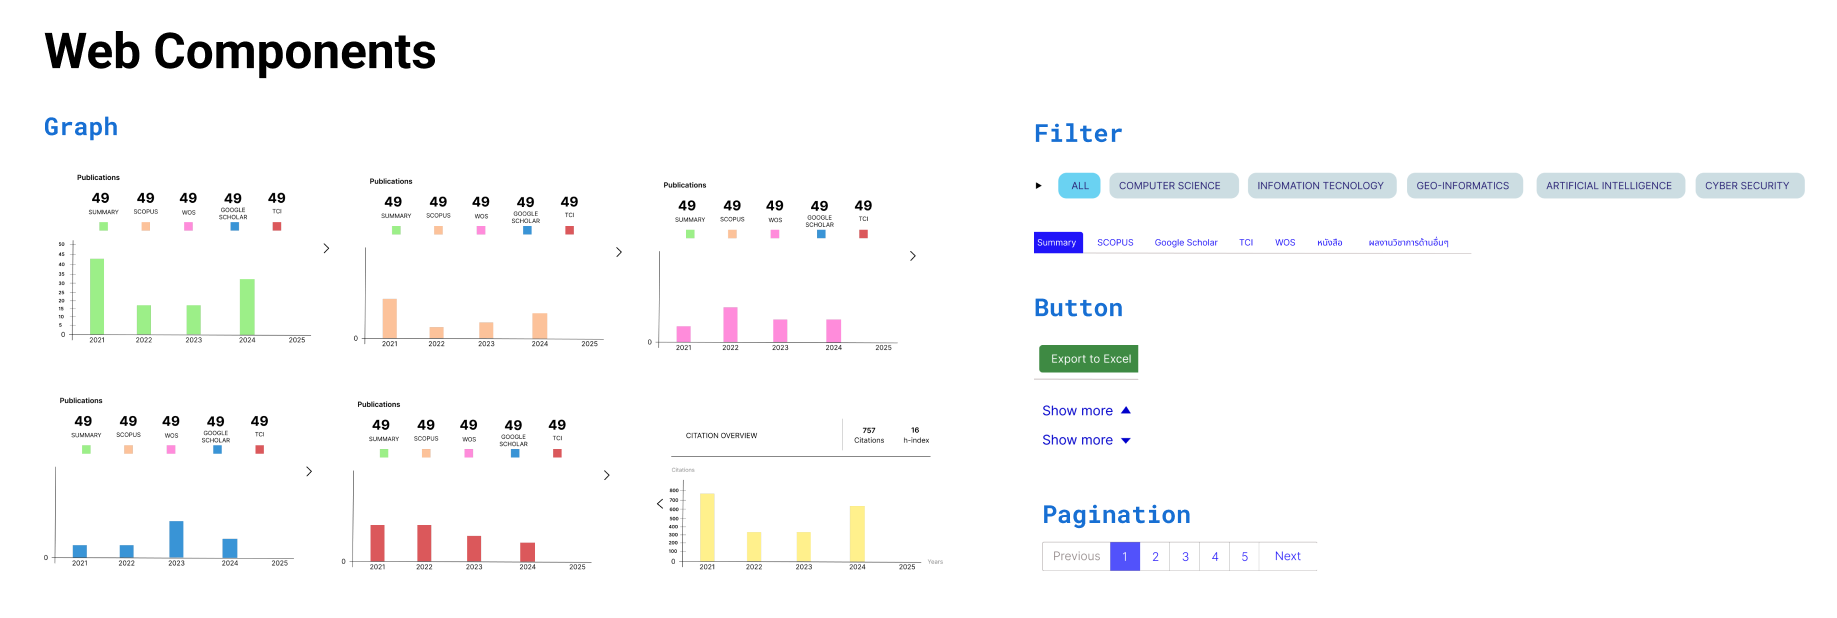 Web Components
Graph
Publications
49 49 49 49 49
SUMMARY SCOPUS WOS GOOGLE SCHOLAR TCI
50
45
40
35
30
25
20
15
10
5
0
2021 2022 2023 2024 2025
Publications
49 49 49 49 49
SUMMARY SCOPUS WOS GOOGLE SCHOLAR TCI
0
2021 2022 2023 2024 2025
Publications
49 49 49 49 49
SUMMARY SCOPUS WOS GOOGLE SCHOLAR TCI
0
2021 2022 2023 2024 2025
Publications
49 49 49 49 49
SUMMARY SCOPUS WOS GOOGLE SCHOLAR TCI
0
2021 2022 2023 2024 2025
Publications
49 49 49 49 49
SUMMARY SCOPUS WOS GOOGLE SCHOLAR TCI
0
2021 2022 2023 2024 2025
CITATION OVERVIEW
757 16
Citations h-index
Citations
800
700
600
500
400
300
200
100
0
2021 2022 2023 2024 2025 Years
Filter
ALL COMPUTER SCIENCE INFOMATION TECNOLOGY GEO-INFORMATICS ARTIFICIAL INTELLIGENCE CYBER SECURITY
Summary SCOPUS Google Scholar TCI WOS หนังสือ ผลงานวิชาการด้านอื่นๆ
Button
Export to Excel
Show more
Show more
Pagination
Previous 1 2 3 4 5 Next